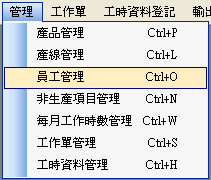 管理 工作單 工時資料登記 輸出
產品管理 Ctrl+P
產線管理 Ctrl+L
員工管理 Ctrl+O
非生產項目管理 Ctrl+N
每月工作時數管理 Ctrl+W
工作單管理 Ctrl+S
工時資料管理 Ctrl+H